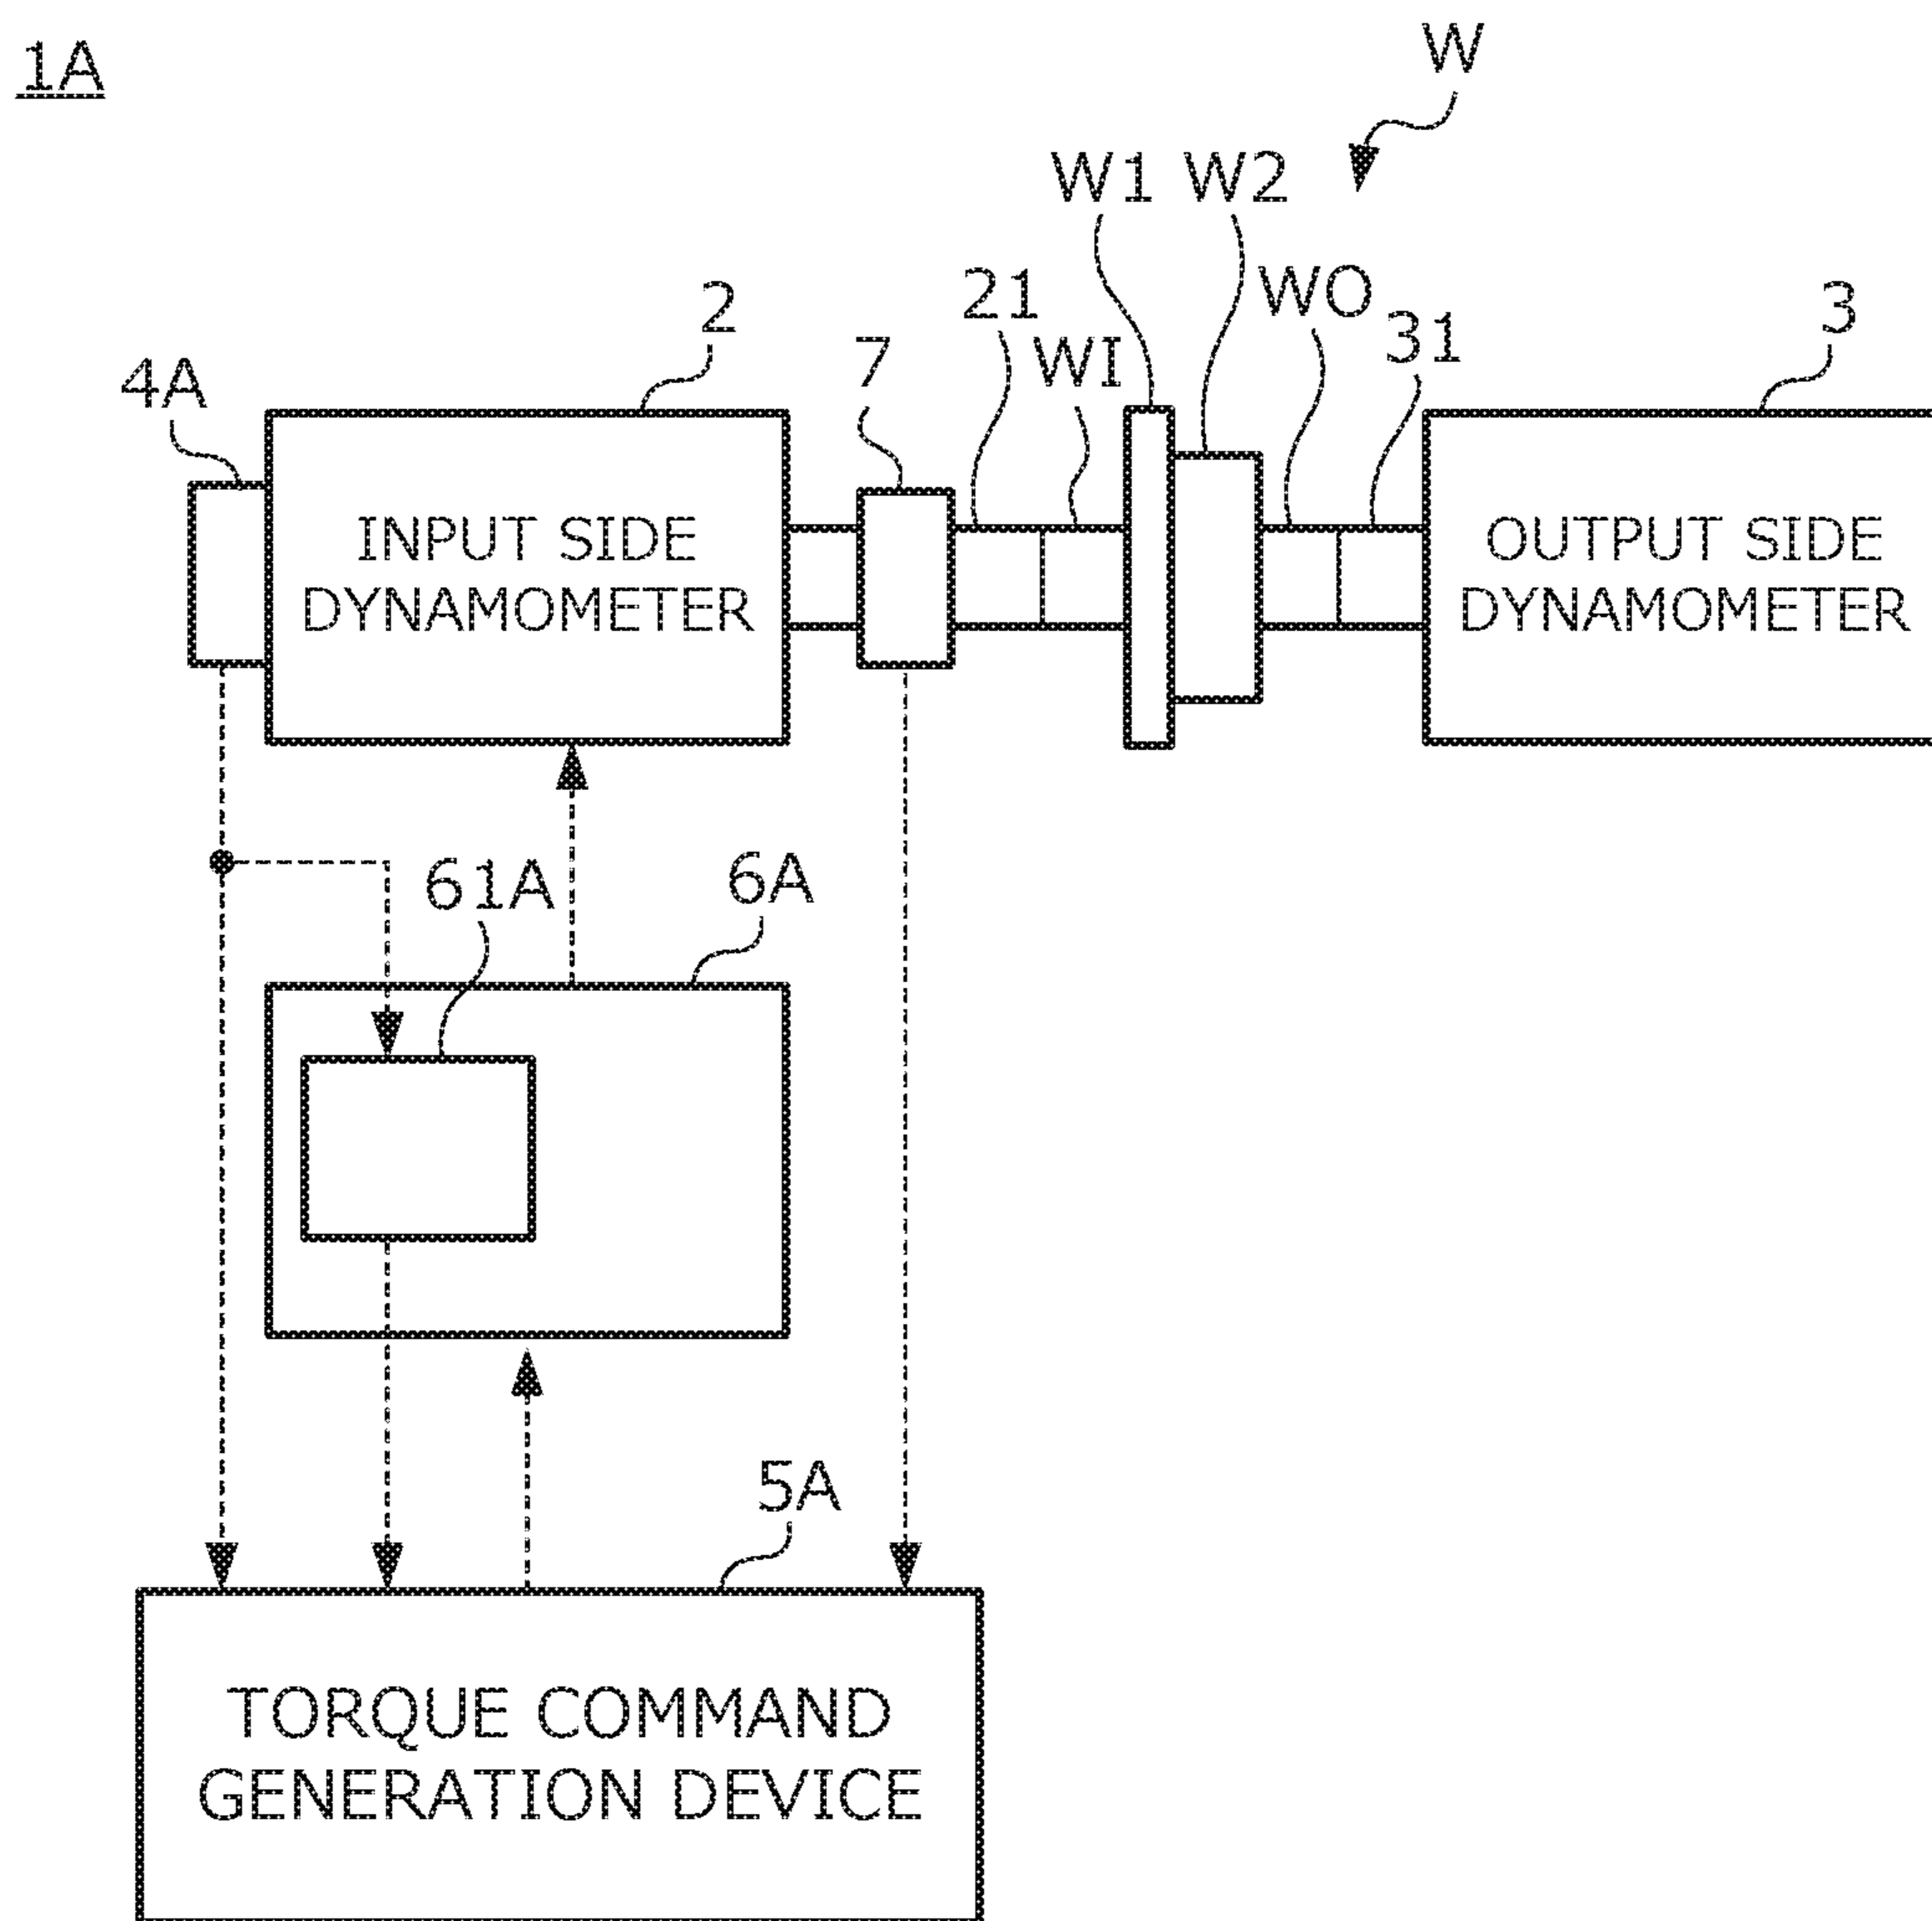 1A
W
W1 W2
2
21
WO
3
7
WI
31
4A
INPUT SIDE
DYNAMOMETER
OUTPUT SIDE
DYNAMOMETER
61A
6A
5A
TORQUE COMMAND
GENERATION DEVICE